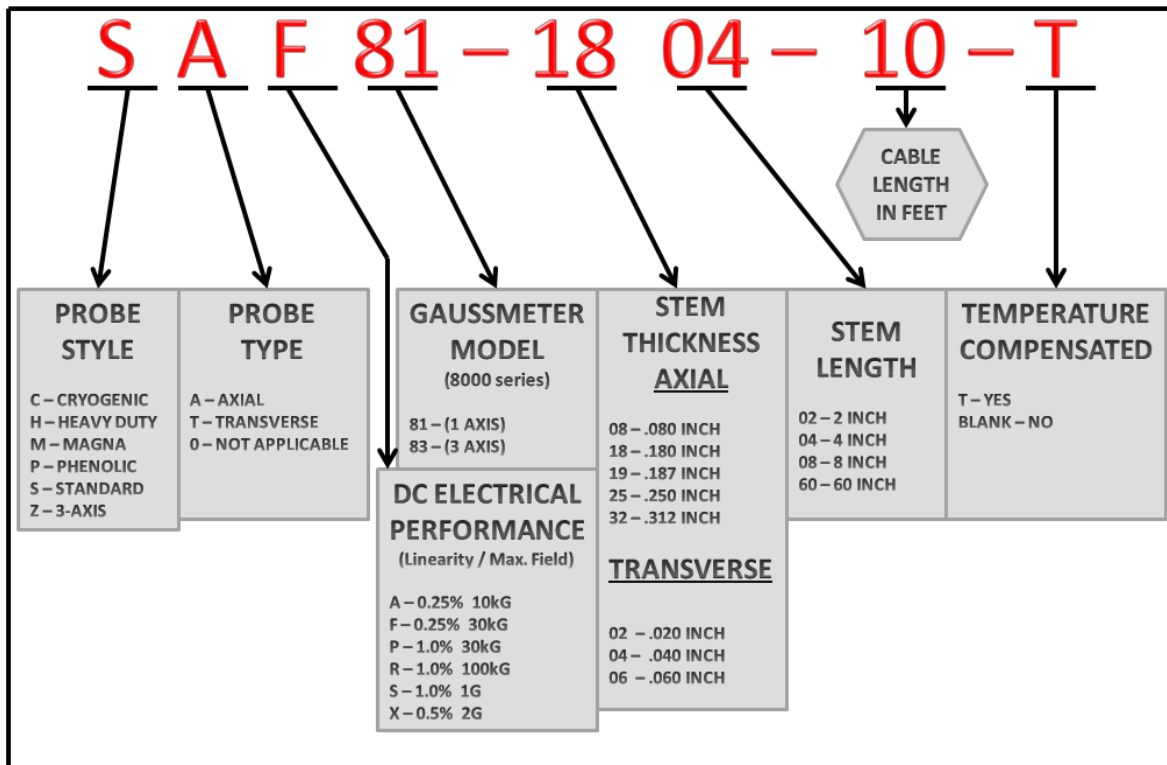 S A F 81 – 18 04 – 10 – T
CABLE
LENGTH
IN FEET
PROBE
STYLE
C – CRYOGENIC
H – HEAVY DUTY
M – MAGNA
P – PHENOLIC
S – STANDARD
Z – 3-AXIS
PROBE
TYPE
A – AXIAL
T – TRANSVERSE
0 – NOT APPLICABLE
GAUSSMETER
MODEL
(8000 series)
81 – (1 AXIS)
83 – (3 AXIS)
DC ELECTRICAL
PERFORMANCE
(Linearity / Max. Field)
A – 0.25% 10kG
F – 0.25% 30kG
P – 1.0% 30kG
R – 1.0% 100kG
S – 1.0% 1G
X – 0.5% 2G
STEM
THICKNESS
AXIAL
08 – .080 INCH
18 – .180 INCH
19 – .187 INCH
25 – .250 INCH
32 – .312 INCH
TRANSVERSE
02 – .020 INCH
04 – .040 INCH
06 – .060 INCH
STEM
LENGTH
02 – 2 INCH
04 – 4 INCH
08 – 8 INCH
60 – 60 INCH
TEMPERATURE
COMPENSATED
T – YES
BLANK – NO